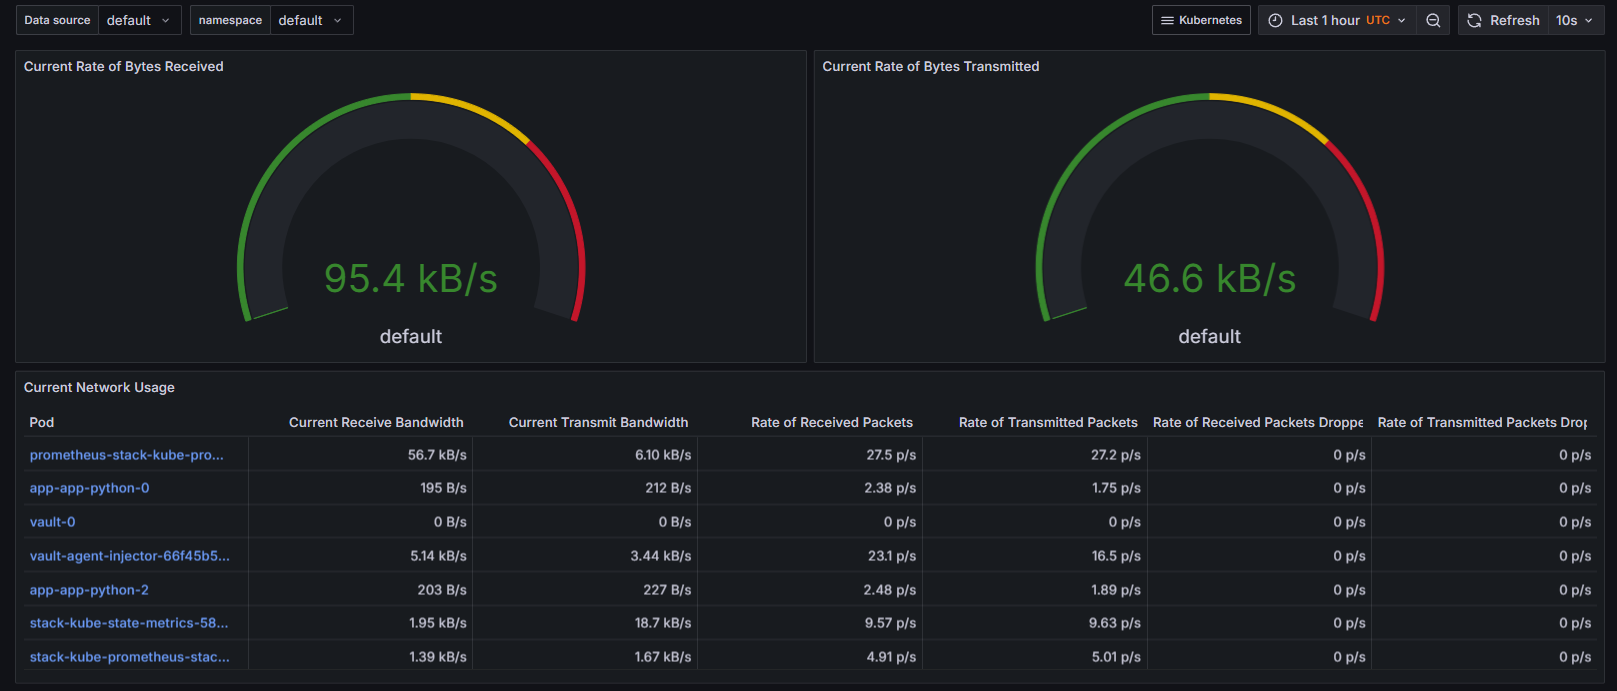 Data source default namespace default Kubernetes Last 1 hour UTC Refresh 10s
Current Rate of Bytes Received
95.4 kB/s
default
Current Rate of Bytes Transmitted
46.6 kB/s
default
Current Network Usage
Pod Current Receive Bandwidth Current Transmit Bandwidth Rate of Received Packets Rate of Transmitted Packets Rate of Received Packets Droppe Rate of Transmitted Packets Drop
prometheus-stack-kube-pro... 56.7 kB/s 6.10 kB/s 27.5 p/s 27.2 p/s 0 p/s 0 p/s
app-app-python-0 195 B/s 212 B/s 2.38 p/s 1.75 p/s 0 p/s 0 p/s
vault-0 0 B/s 0 B/s 0 p/s 0 p/s 0 p/s 0 p/s
vault-agent-injector-66f45b5... 5.14 kB/s 3.44 kB/s 23.1 p/s 16.5 p/s 0 p/s 0 p/s
app-app-python-2 203 B/s 227 B/s 2.48 p/s 1.89 p/s 0 p/s 0 p/s
stack-kube-state-metrics-58... 1.95 kB/s 18.7 kB/s 9.57 p/s 9.63 p/s 0 p/s 0 p/s
stack-kube-prometheus-stac... 1.39 kB/s 1.67 kB/s 4.91 p/s 5.01 p/s 0 p/s 0 p/s